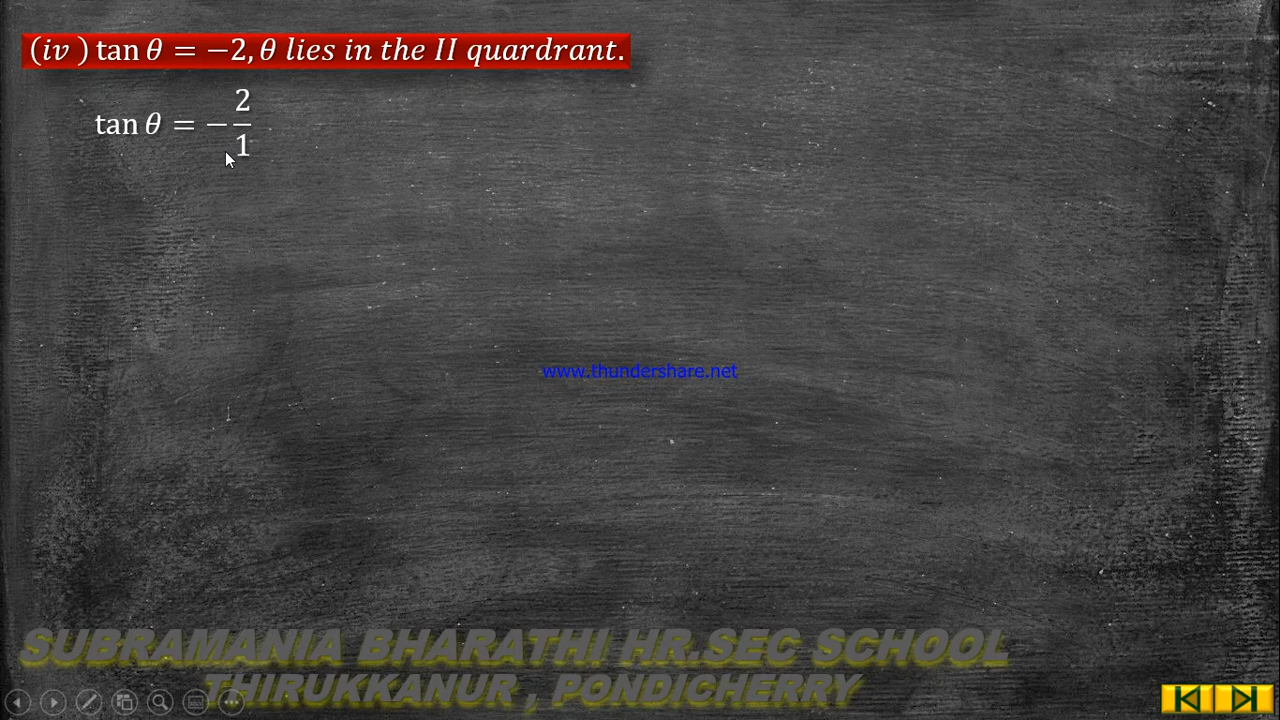 (iv ) tan θ = −2, θ lies in the II quardrant.
tan θ = − 2/1
www.thundershare.net
SUBRAMANIA BHARATHI HR.SEC SCHOOL
THIRUKKANUR , PONDICHERRY